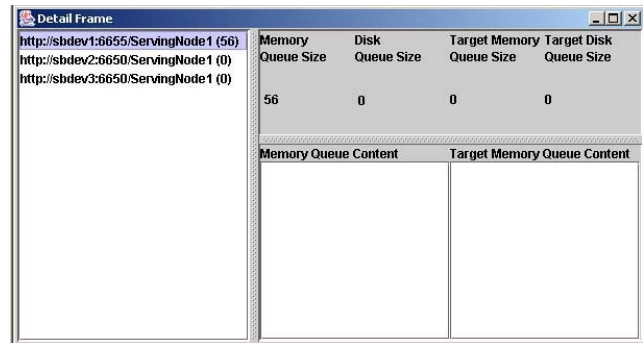 Detail Frame
http://sbdev1:6655/ServingNode1 (56)
http://sbdev2:6650/ServingNode1 (0)
http://sbdev3:6650/ServingNode1 (0)
Memory Queue Size
Disk Queue Size
Target Memory Queue Size
Target Disk Queue Size
56
0
0
0
Memory Queue Content
Target Memory Queue Content